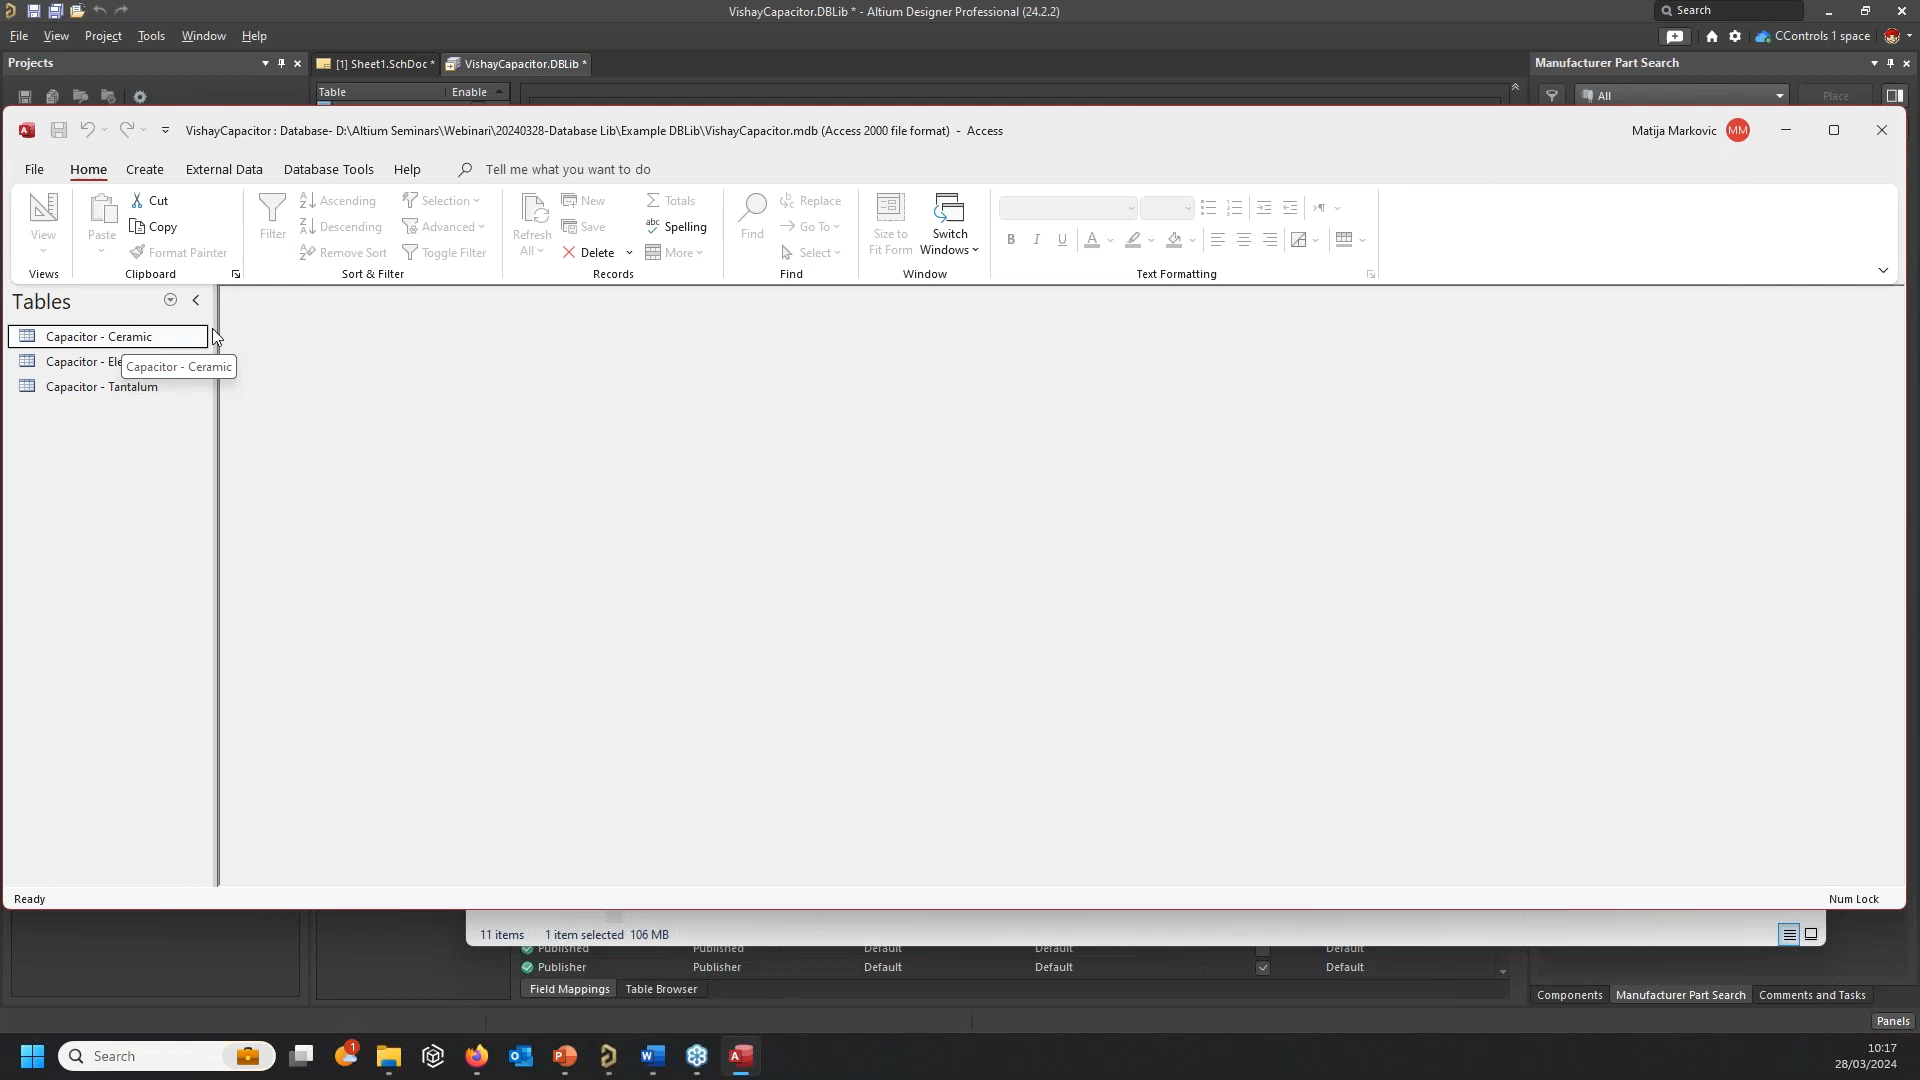 VishayCapacitor.DBLib * - Altium Designer Professional (24.2.2)
Search
File View Project Tools Window Help
CControls 1 space
Projects
[1] Sheet1.SchDoc *
VishayCapacitor.DBLib *
Manufacturer Part Search
Table Enable
All
Place
VishayCapacitor : Database- D:\Altium Seminars\Webinari\20240328-Database Lib\Example DBLib\VishayCapacitor.mdb (Access 2000 file format) - Access
Matija Markovic MM
File Home Create External Data Database Tools Help Tell me what you want to do
View
Views
Paste
Cut
Copy
Format Painter
Clipboard
Filter
Ascending
Descending
Remove Sort
Selection
Advanced
Toggle Filter
Sort & Filter
Refresh
All
New
Save
Delete
Totals
Spelling
More
Records
Find
Replace
Go To
Select
Find
Size to
Fit Form
Switch
Windows
Window
B I U A
Text Formatting
Tables
Capacitor - Ceramic
Capacitor - Ele
Capacitor - Ceramic
Capacitor - Tantalum
Ready
Num Lock
11 items 1 item selected 106 MB
Published Published Default Default Default
Publisher Publisher Default Default Default
Field Mappings Table Browser
Components Manufacturer Part Search Comments and Tasks
Panels
Search
1
10:17
28/03/2024